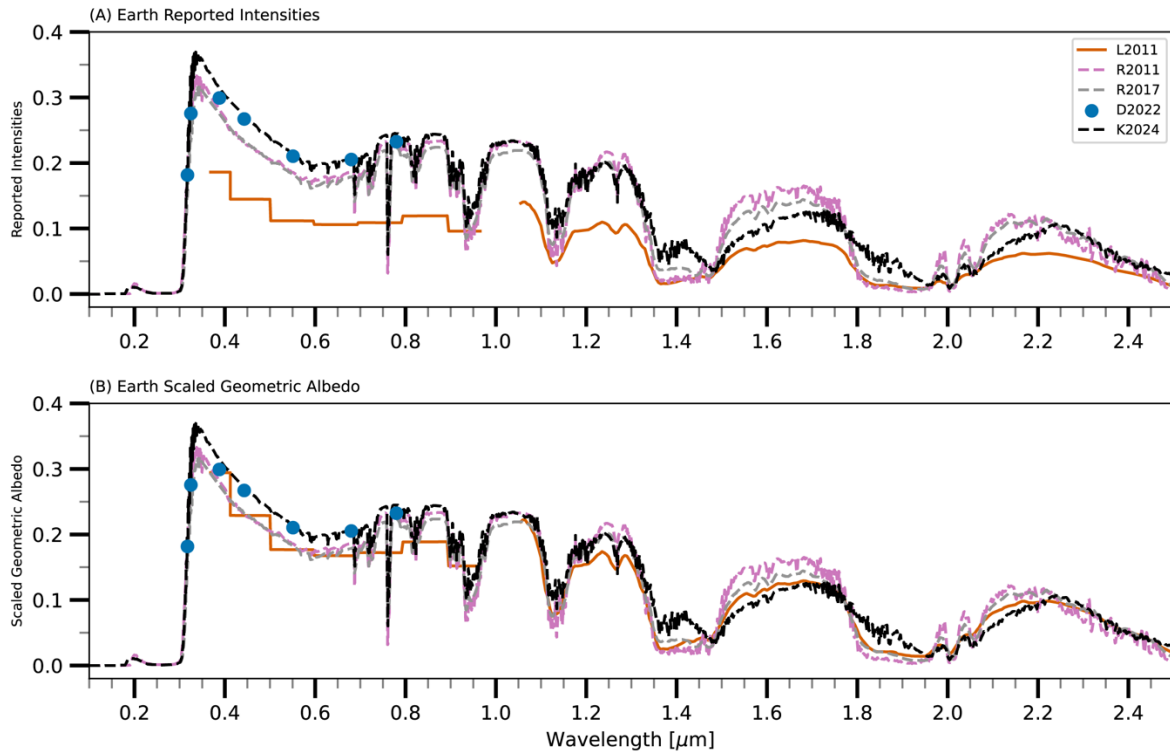 (A) Earth Reported Intensities
Reported Intensities
0.4
0.3
0.2
0.1
0.0
L2011
R2011
R2017
D2022
K2024
0.2 0.4 0.6 0.8 1.0 1.2 1.4 1.6 1.8 2.0 2.2 2.4
(B) Earth Scaled Geometric Albedo
Scaled Geometric Albedo
0.4
0.3
0.2
0.1
0.0
0.2 0.4 0.6 0.8 1.0 1.2 1.4 1.6 1.8 2.0 2.2 2.4
Wavelength [μm]